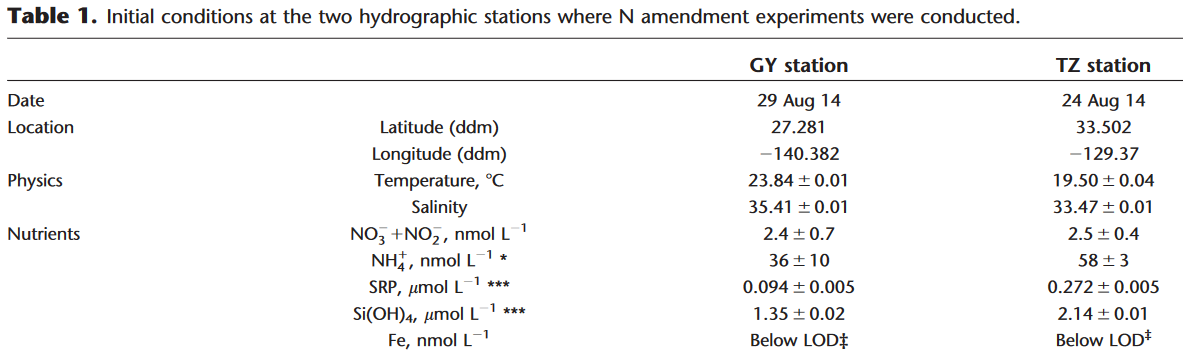 Table 1. Initial conditions at the two hydrographic stations where N amendment experiments were conducted.
GY station TZ station
Date 29 Aug 14 24 Aug 14
Location Latitude (ddm) 27.281 33.502
Longitude (ddm) −140.382 −129.37
Physics Temperature, °C 23.84 ± 0.01 19.50 ± 0.04
Salinity 35.41 ± 0.01 33.47 ± 0.01
Nutrients NO₃⁻+NO₂⁻, nmol L⁻¹ 2.4 ± 0.7 2.5 ± 0.4
NH₄⁺, nmol L⁻¹ * 36 ± 10 58 ± 3
SRP, μmol L⁻¹ *** 0.094 ± 0.005 0.272 ± 0.005
Si(OH)₄, μmol L⁻¹ *** 1.35 ± 0.02 2.14 ± 0.01
Fe, nmol L⁻¹ Below LOD‡ Below LOD‡